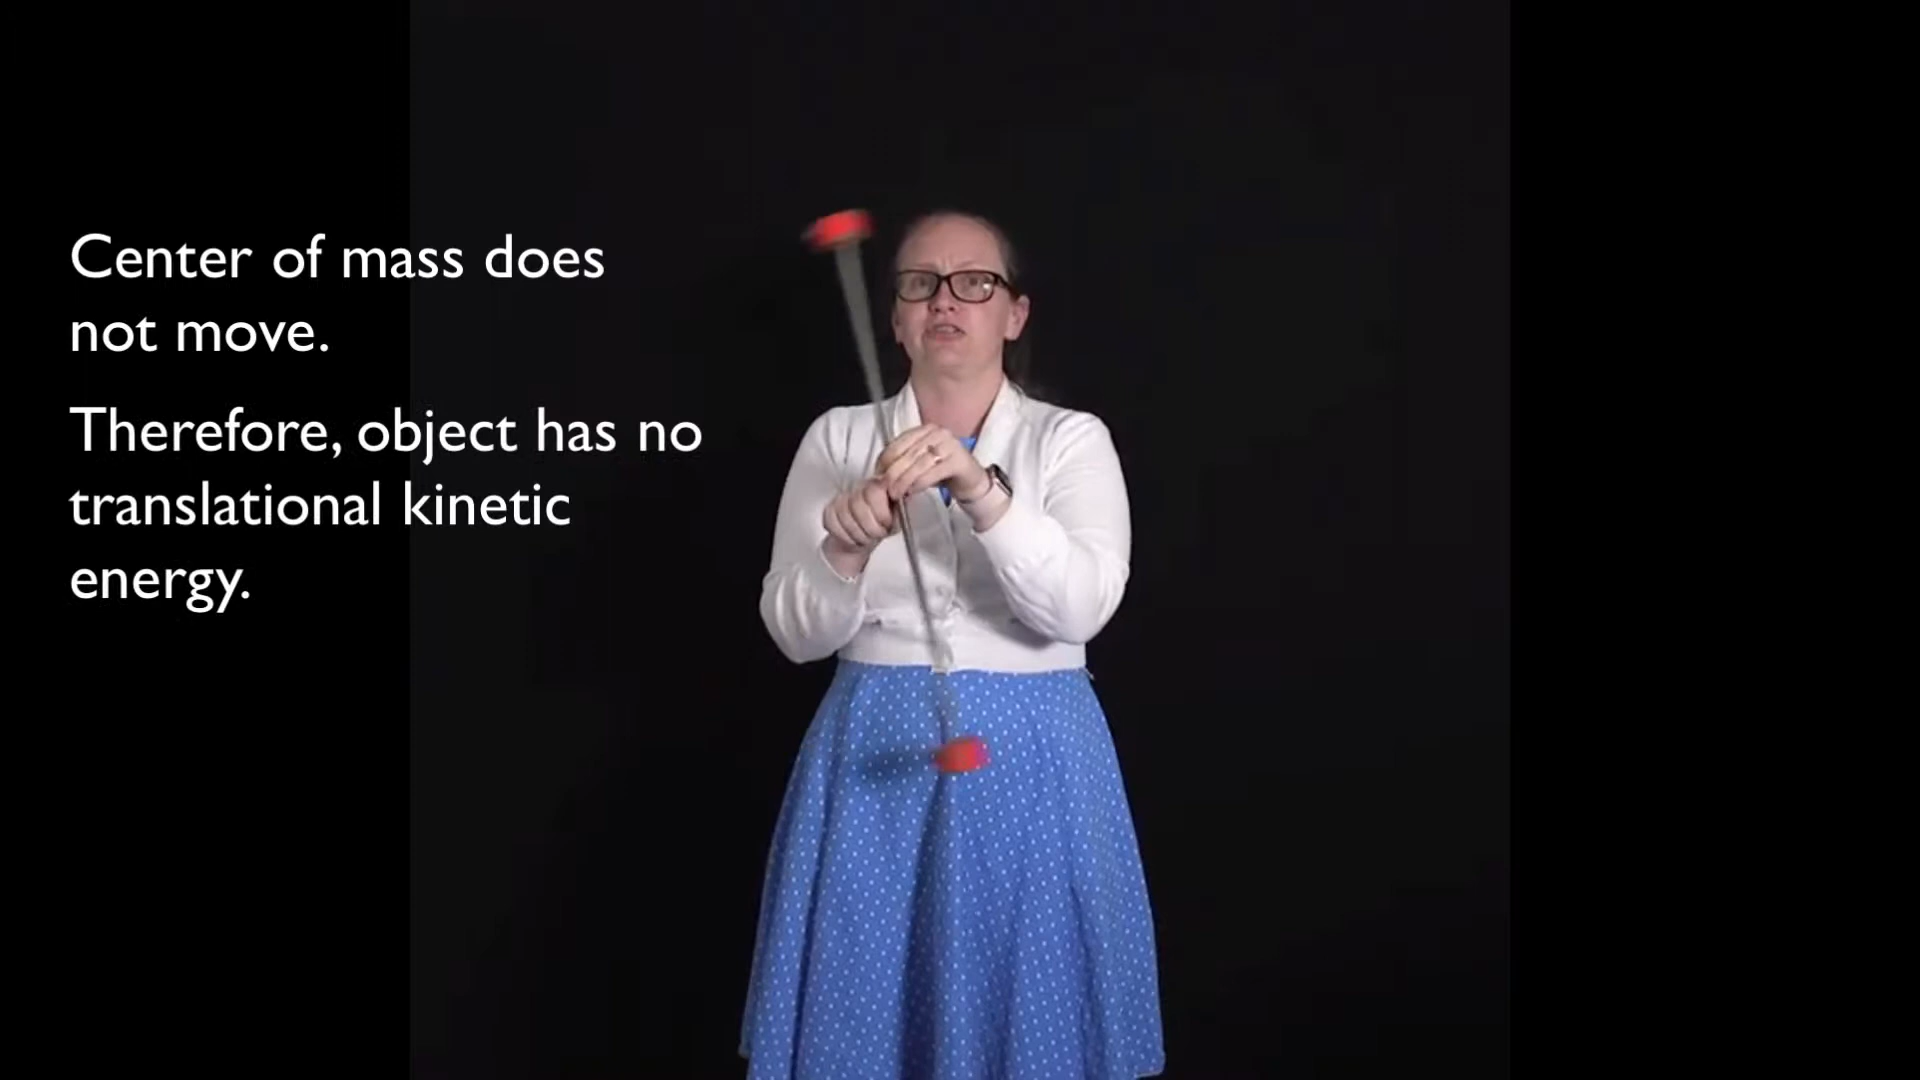 Center of mass does
not move.
Therefore, object has no
translational kinetic
energy.